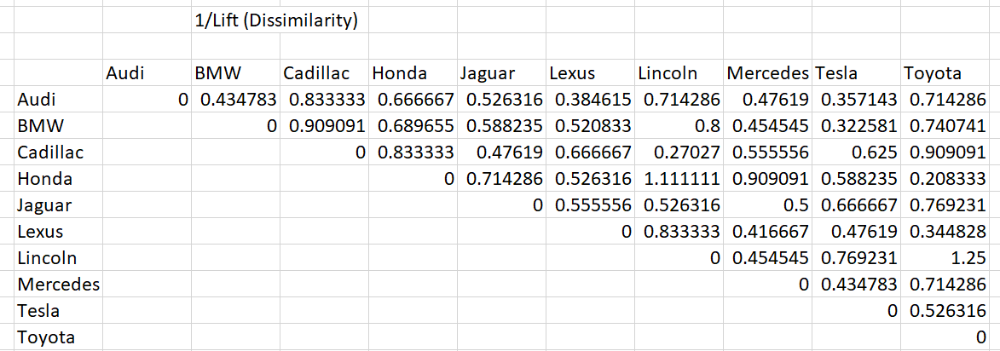 1/Lift (Dissimilarity)
Audi BMW Cadillac Honda Jaguar Lexus Lincoln Mercedes Tesla Toyota
Audi 0 0.434783 0.833333 0.666667 0.526316 0.384615 0.714286 0.47619 0.357143 0.714286
BMW 0 0.909091 0.689655 0.588235 0.520833 0.8 0.454545 0.322581 0.740741
Cadillac 0 0.833333 0.47619 0.666667 0.27027 0.555556 0.625 0.909091
Honda 0 0.714286 0.526316 1.111111 0.909091 0.588235 0.208333
Jaguar 0 0.555556 0.526316 0.5 0.666667 0.769231
Lexus 0 0.833333 0.416667 0.47619 0.344828
Lincoln 0 0.454545 0.769231 1.25
Mercedes 0 0.434783 0.714286
Tesla 0 0.526316
Toyota 0